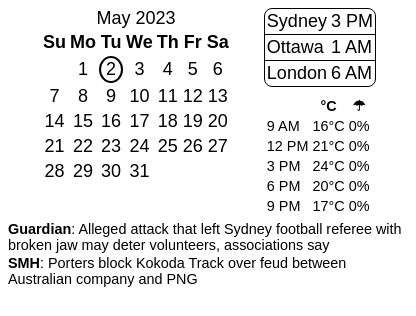 May 2023
Su Mo Tu We Th Fr Sa
1 2 3 4 5 6
7 8 9 10 11 12 13
14 15 16 17 18 19 20
21 22 23 24 25 26 27
28 29 30 31
Sydney 3 PM
Ottawa 1 AM
London 6 AM
°C ☂
9 AM 16°C 0%
12 PM 21°C 0%
3 PM 24°C 0%
6 PM 20°C 0%
9 PM 17°C 0%
Guardian: Alleged attack that left Sydney football referee with
broken jaw may deter volunteers, associations say
SMH: Porters block Kokoda Track over feud between
Australian company and PNG